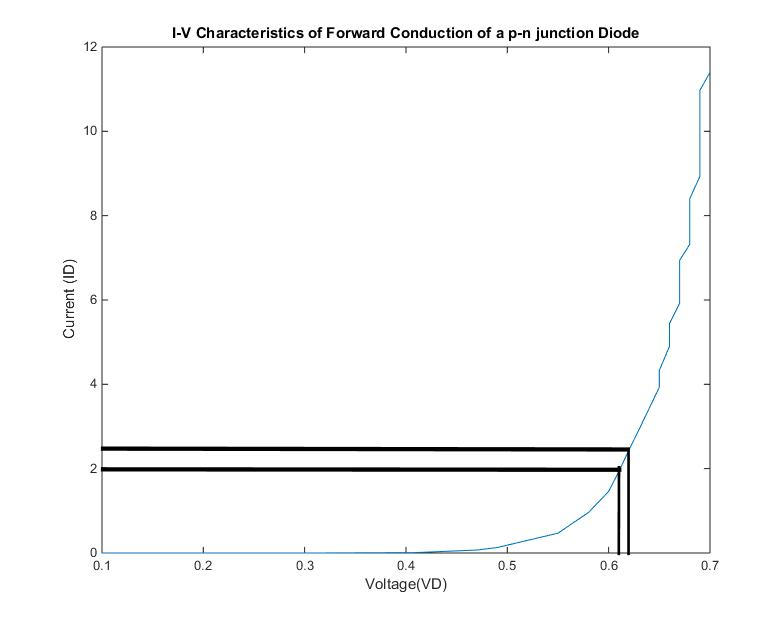 I-V Characteristics of Forward Conduction of a p-n junction Diode
12
10
8
6
4
2
0
Current (ID)
0.1 0.2 0.3 0.4 0.5 0.6 0.7
Voltage(VD)